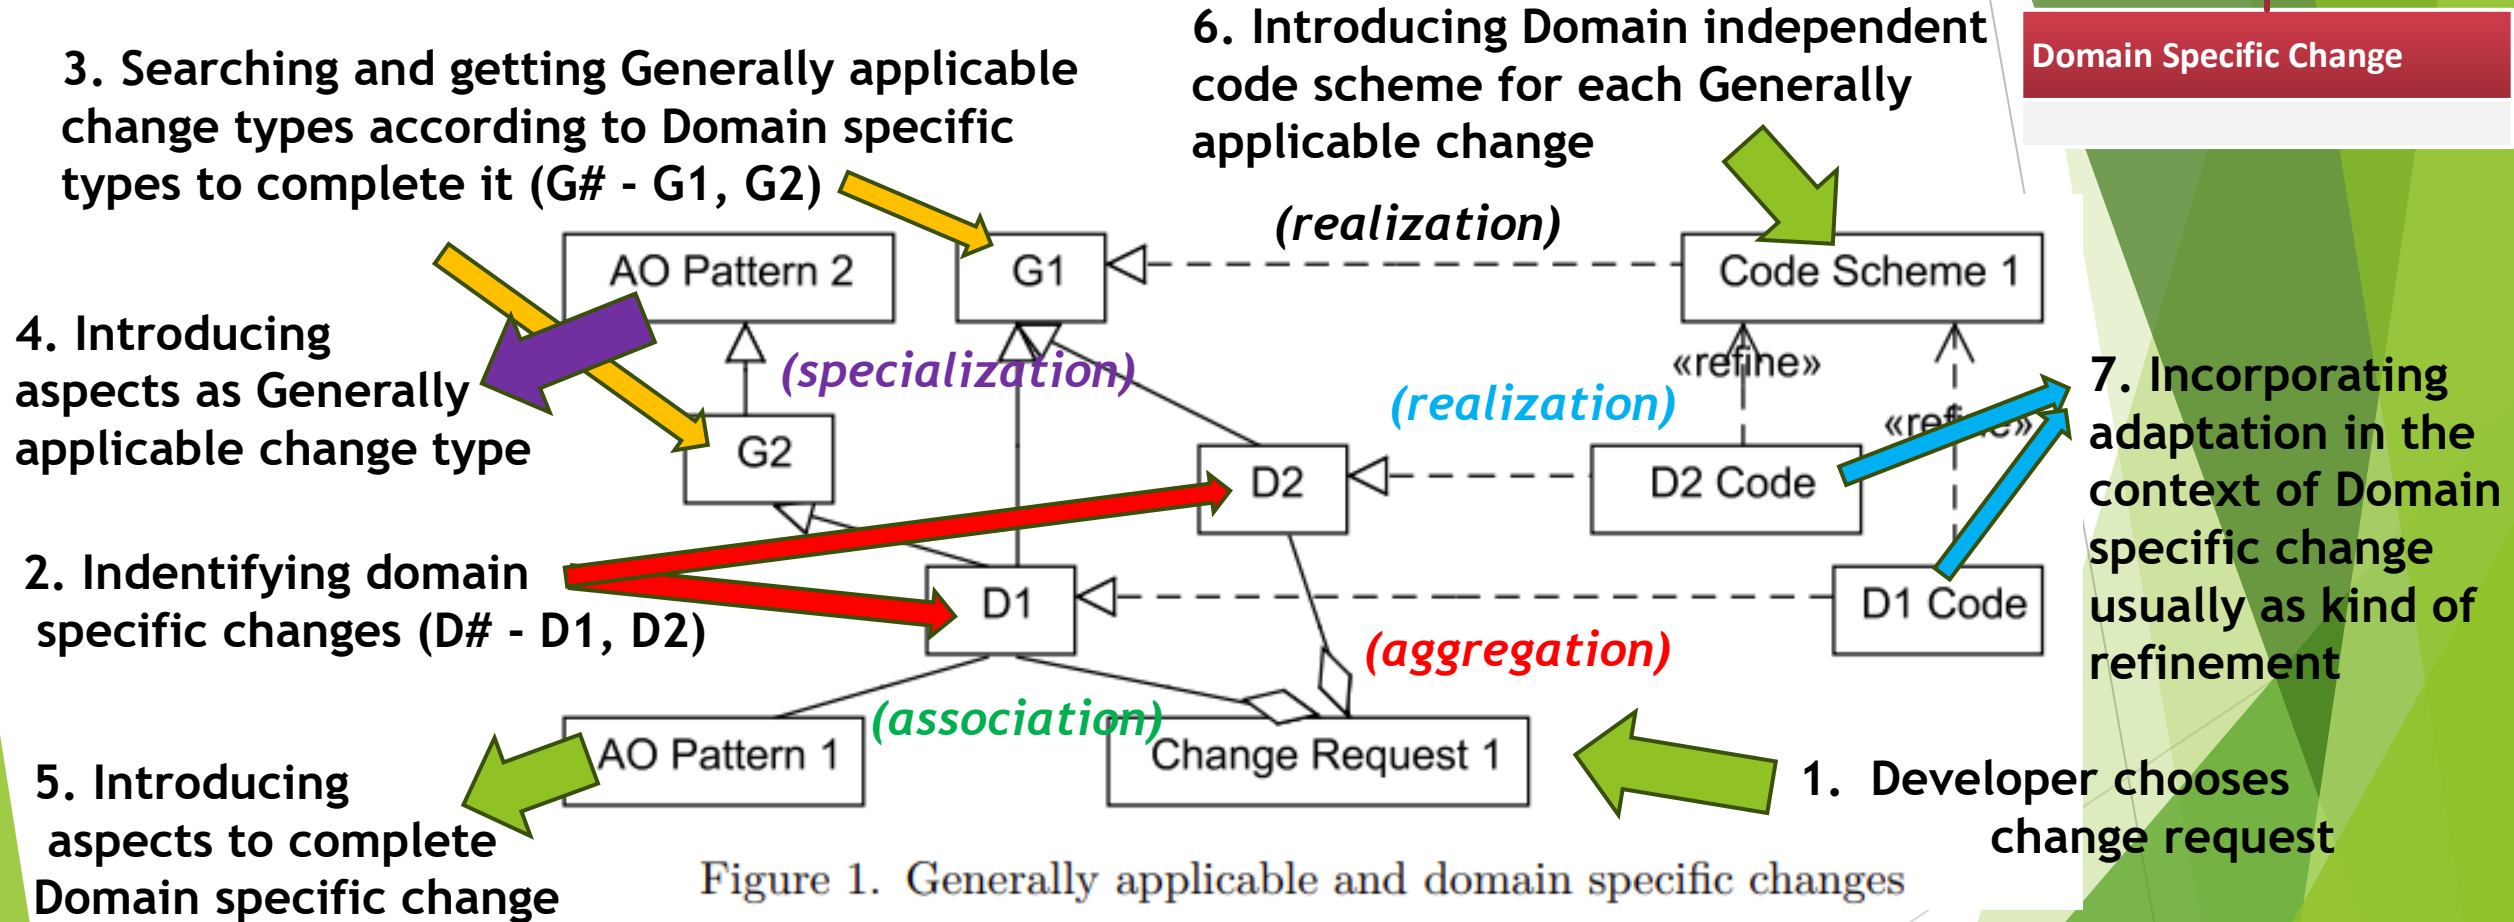 6. Introducing Domain independent
code scheme for each Generally
applicable change
Domain Specific Change
3. Searching and getting Generally applicable
change types according to Domain specific
types to complete it (G# - G1, G2)
(realization)
AO Pattern 2
G1
Code Scheme 1
4. Introducing
aspects as Generally
applicable change type
(specialization)
«refine»
(realization)
«refine»
7. Incorporating
adaptation in the
context of Domain
specific change
usually as kind of
refinement
G2
D2
D2 Code
2. Indentifying domain
specific changes (D# - D1, D2)
D1
D1 Code
(aggregation)
(association)
AO Pattern 1
Change Request 1
5. Introducing
aspects to complete
Domain specific change
1. Developer chooses
change request
Figure 1. Generally applicable and domain specific changes